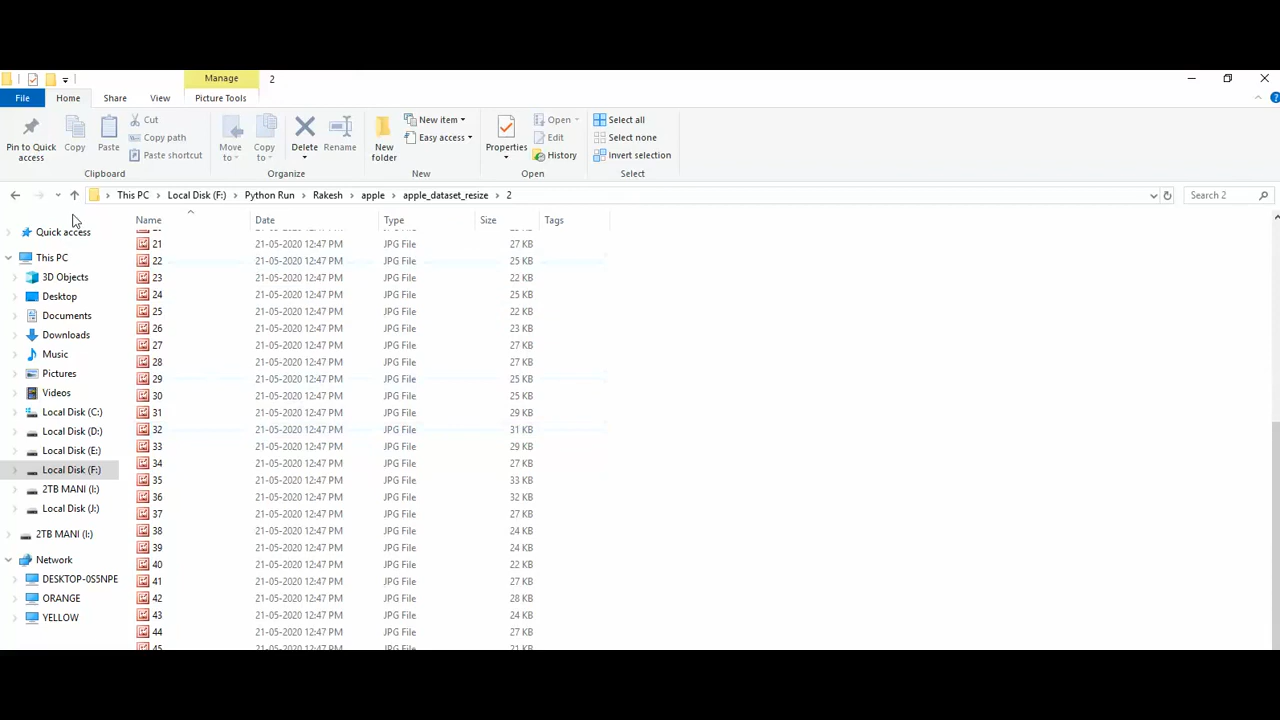 Manage 2
File Home Share View Picture Tools
Pin to Quick access
Copy
Paste
Cut
Copy path
Paste shortcut
Clipboard
Move to
Copy to
Delete
Rename
Organize
New folder
New item
Easy access
New
Properties
Open
Edit
History
Open
Select all
Select none
Invert selection
Select
This PC Local Disk (F:) Python Run Rakesh apple apple_dataset_resize 2
Search 2
Quick access
This PC
3D Objects
Desktop
Documents
Downloads
Music
Pictures
Videos
Local Disk (C:)
Local Disk (D:)
Local Disk (E:)
Local Disk (F:)
2TB MANI (I:)
Local Disk (J:)
2TB MANI (I:)
Network
DESKTOP-0S5NPE
ORANGE
YELLOW
Name Date Type Size Tags
21 21-05-2020 12:47 PM JPG File 27 KB
22 21-05-2020 12:47 PM JPG File 25 KB
23 21-05-2020 12:47 PM JPG File 22 KB
24 21-05-2020 12:47 PM JPG File 25 KB
25 21-05-2020 12:47 PM JPG File 22 KB
26 21-05-2020 12:47 PM JPG File 23 KB
27 21-05-2020 12:47 PM JPG File 27 KB
28 21-05-2020 12:47 PM JPG File 27 KB
29 21-05-2020 12:47 PM JPG File 25 KB
30 21-05-2020 12:47 PM JPG File 22 KB
31 21-05-2020 12:47 PM JPG File 29 KB
32 21-05-2020 12:47 PM JPG File 31 KB
33 21-05-2020 12:47 PM JPG File 29 KB
34 21-05-2020 12:47 PM JPG File 27 KB
35 21-05-2020 12:47 PM JPG File 33 KB
36 21-05-2020 12:47 PM JPG File 32 KB
37 21-05-2020 12:47 PM JPG File 27 KB
38 21-05-2020 12:47 PM JPG File 24 KB
39 21-05-2020 12:47 PM JPG File 24 KB
40 21-05-2020 12:47 PM JPG File 22 KB
41 21-05-2020 12:47 PM JPG File 27 KB
42 21-05-2020 12:47 PM JPG File 28 KB
43 21-05-2020 12:47 PM JPG File 24 KB
44 21-05-2020 12:47 PM JPG File 27 KB
45 21-05-2020 12:47 PM JPG File 21 KB